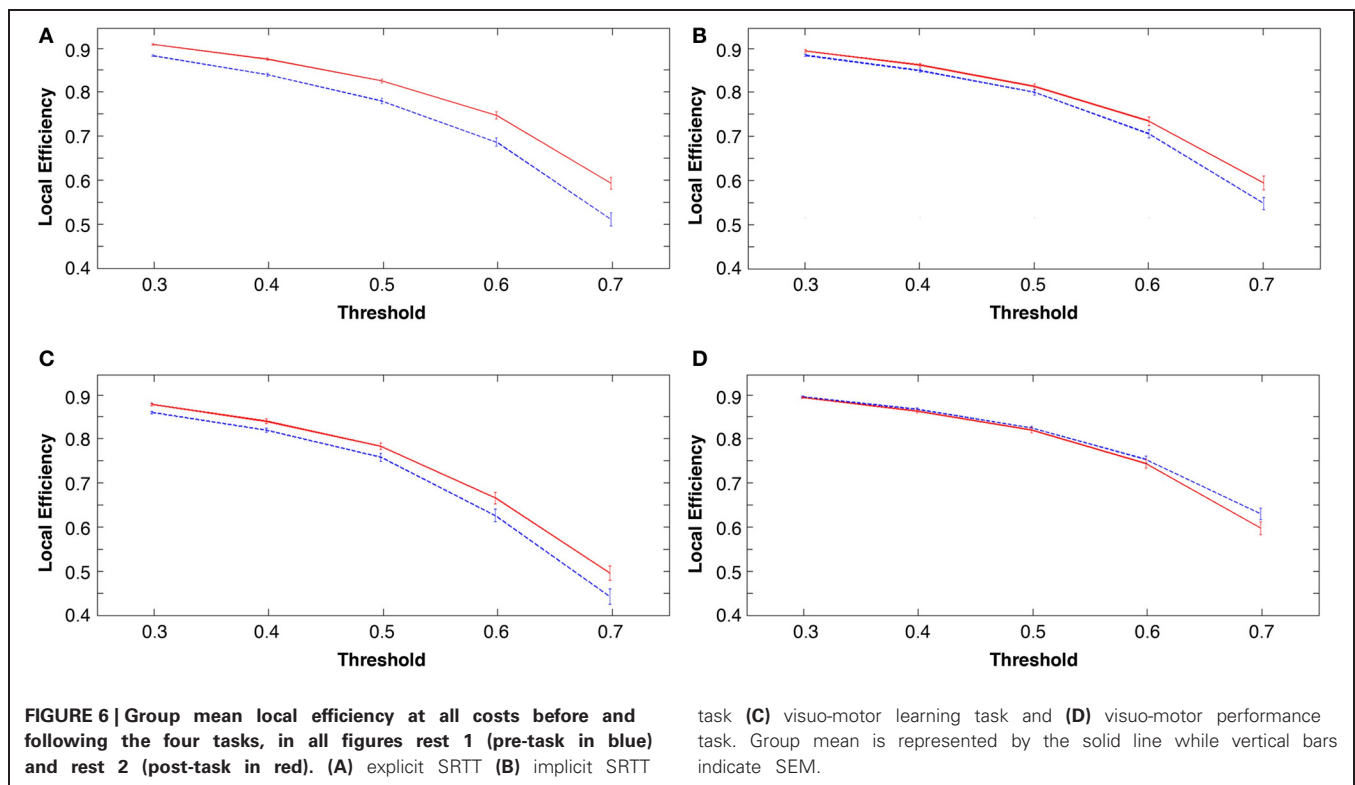 A
0.9
0.8
0.7
0.6
0.5
0.4
Local Efficiency
0.3 0.4 0.5 0.6 0.7
Threshold
B
0.9
0.8
0.7
0.6
0.5
0.4
Local Efficiency
0.3 0.4 0.5 0.6 0.7
Threshold
C
0.9
0.8
0.7
0.6
0.5
0.4
Local Efficiency
0.3 0.4 0.5 0.6 0.7
Threshold
D
0.9
0.8
0.7
0.6
0.5
0.4
Local Efficiency
0.3 0.4 0.5 0.6 0.7
Threshold
FIGURE 6 | Group mean local efficiency at all costs before and
following the four tasks, in all figures rest 1 (pre-task in blue)
and rest 2 (post-task in red). (A) explicit SRTT (B) implicit SRTT
task (C) visuo-motor learning task and (D) visuo-motor performance
task. Group mean is represented by the solid line while vertical bars
indicate SEM.